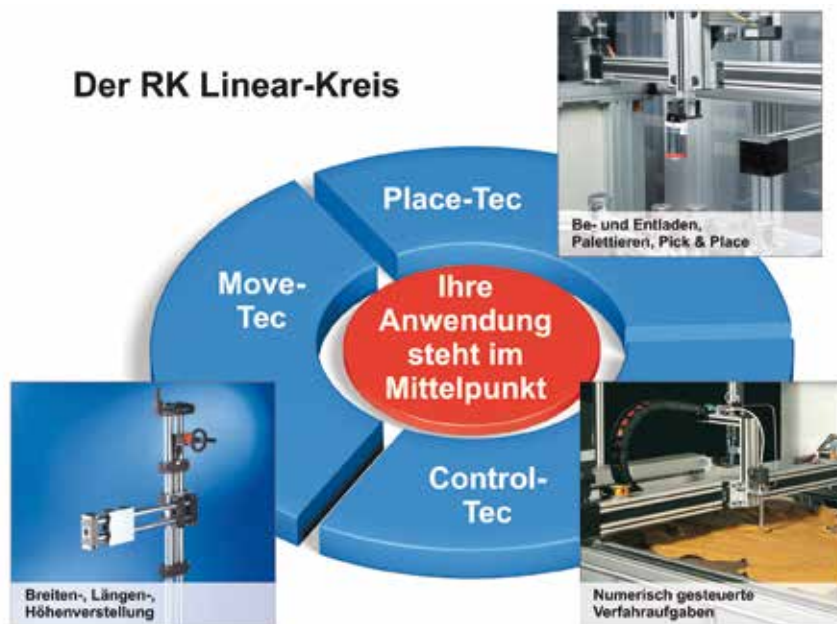 Der RK Linear-Kreis
Place-Tec
Be- und Entladen,
Palettieren, Pick & Place
Move-
Tec
Ihre
Anwendung
steht im
Mittelpunkt
Control-
Tec
Breiten-, Längen-,
Höhenverstellung
Numerisch gesteuerte
Verfahraufgaben